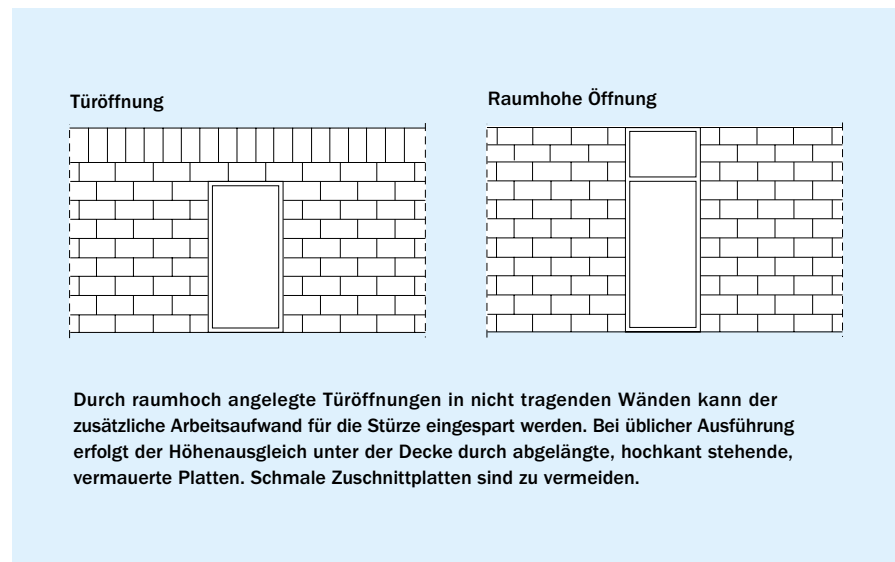 Türöffnung
Raumhohe Öffnung
Durch raumhoch angelegte Türöffnungen in nicht tragenden Wänden kann der
zusätzliche Arbeitsaufwand für die Stürze eingespart werden. Bei üblicher Ausführung
erfolgt der Höhenausgleich unter der Decke durch abgelängte, hochkant stehende,
vermauerte Platten. Schmale Zuschnittplatten sind zu vermeiden.